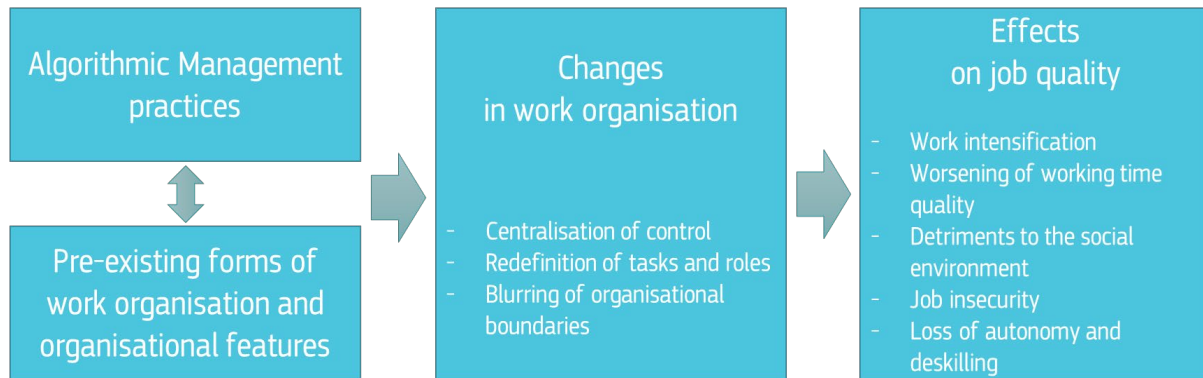 Algorithmic Management
practices
Pre-existing forms of
work organisation and
organisational features
Changes
in work organisation
- Centralisation of control
- Redefinition of tasks and roles
- Blurring of organisational
boundaries
Effects
on job quality
- Work intensification
- Worsening of working time
quality
- Detriments to the social
environment
- Job insecurity
- Loss of autonomy and
deskilling